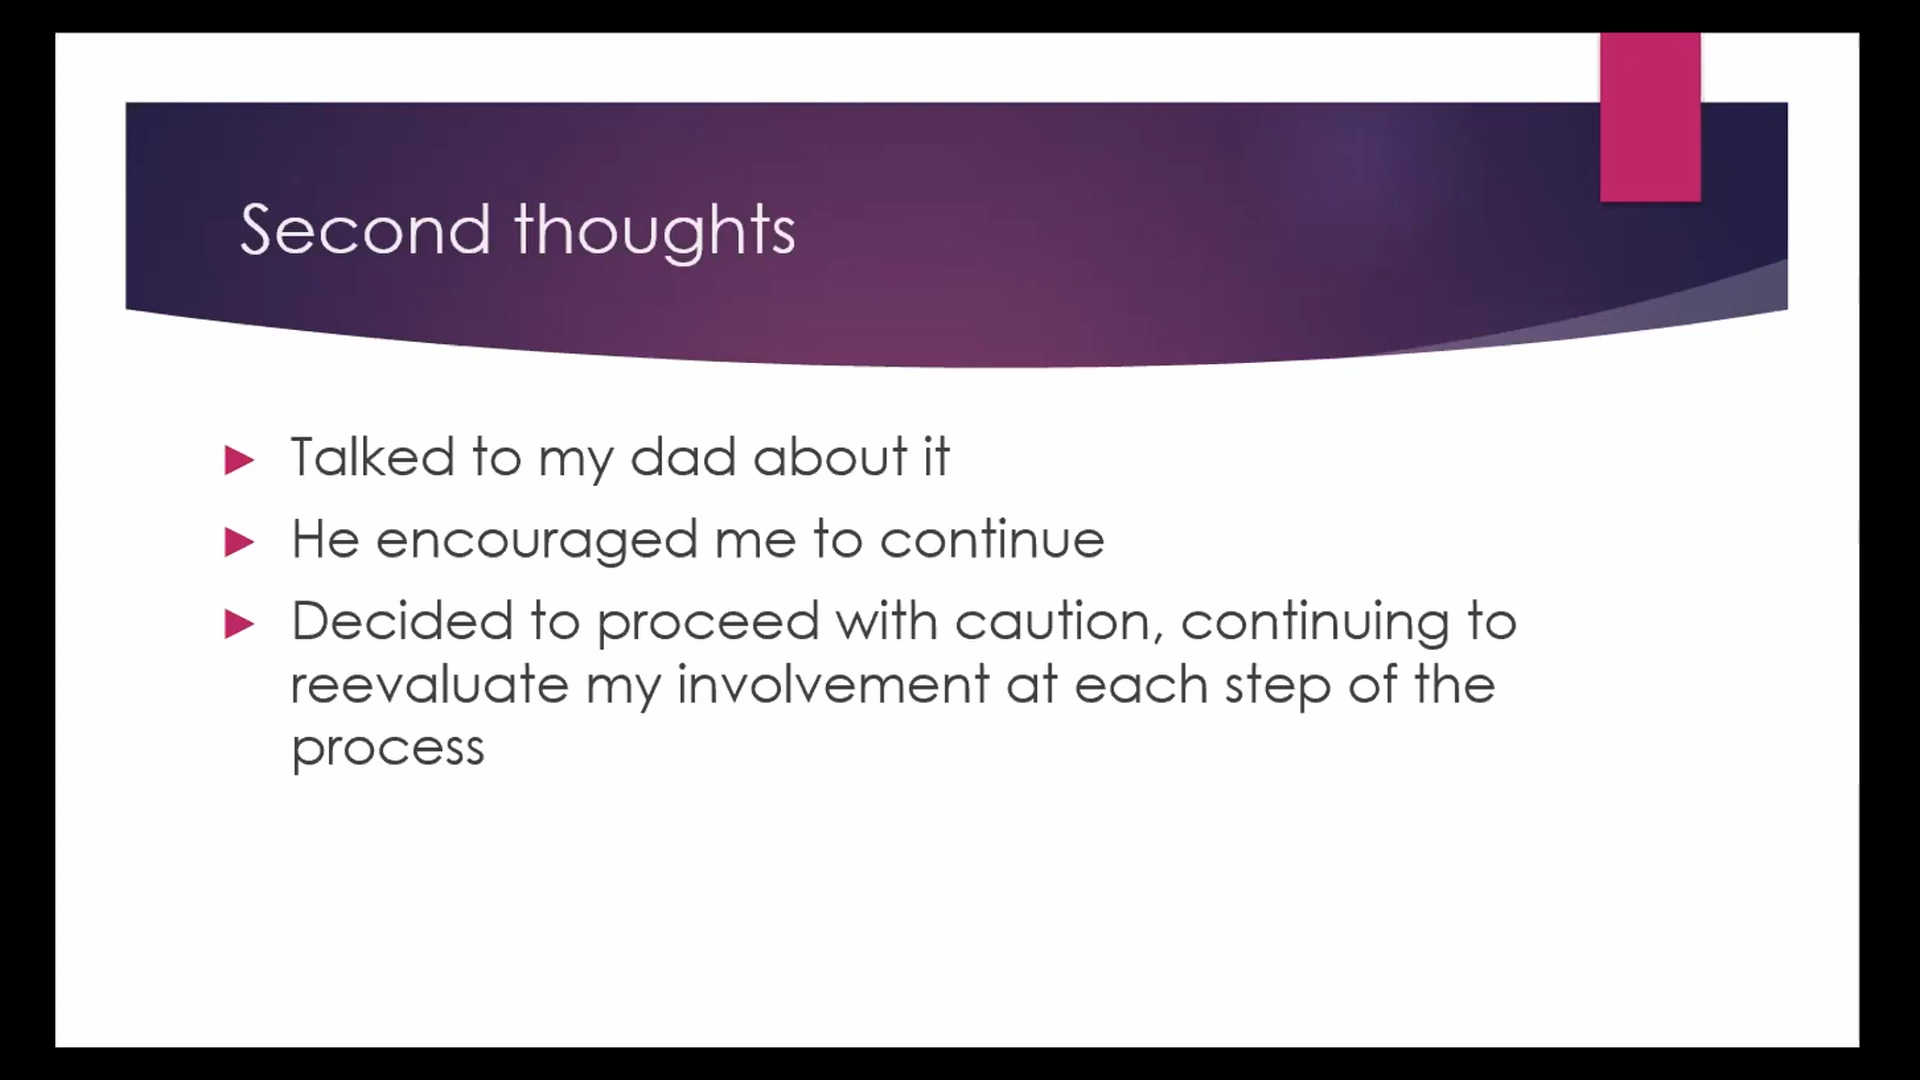 Second thoughts
Talked to my dad about it
He encouraged me to continue
Decided to proceed with caution, continuing to
reevaluate my involvement at each step of the
process